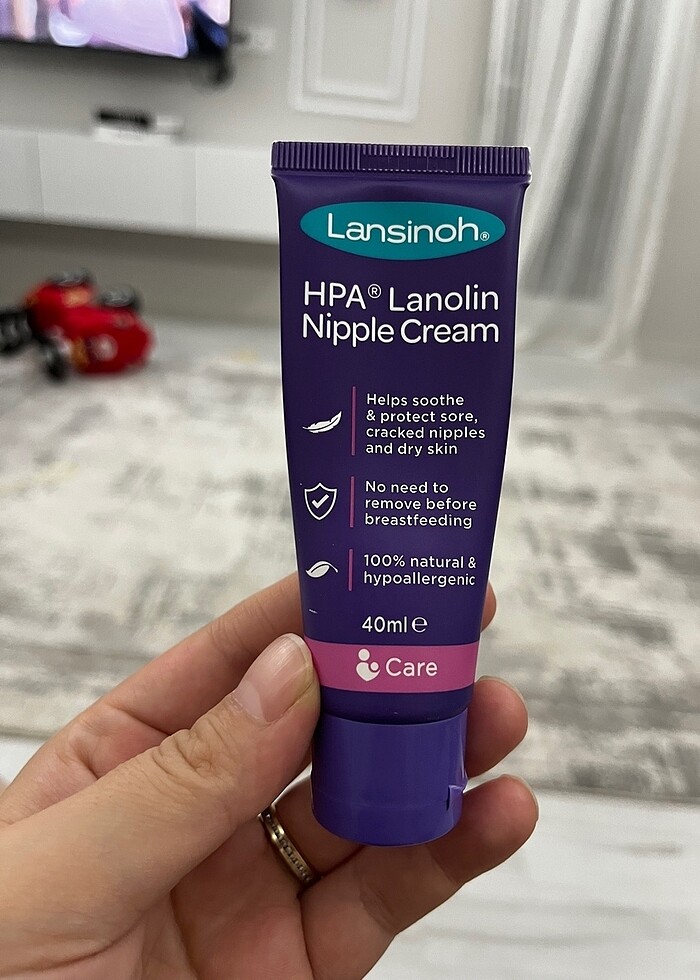 Lansinoh®
HPA® Lanolin
Nipple Cream
Helps soothe
& protect sore,
cracked nipples
and dry skin
No need to
remove before
breastfeeding
100% natural &
hypoallergenic
40ml ℮
Care